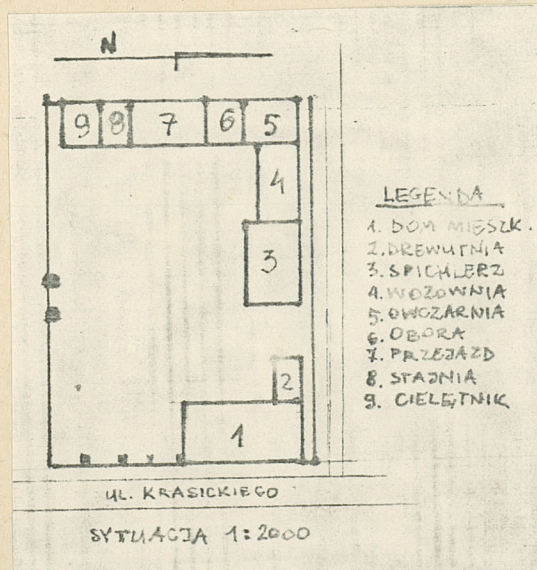 N
9 8 7 6 5
4
3
2
1
LEGENDA
1. DOM MIESZK.
2. DREWUTNIA
3. SPICHLERZ
4. WOZOWNIA
5. OWCZARNIA
6. OBORA
7. PRZEJAZD
8. STAJNIA
9. CIELĘTNIK
UL. KRASICKIEGO
SYTUACJA 1:2000